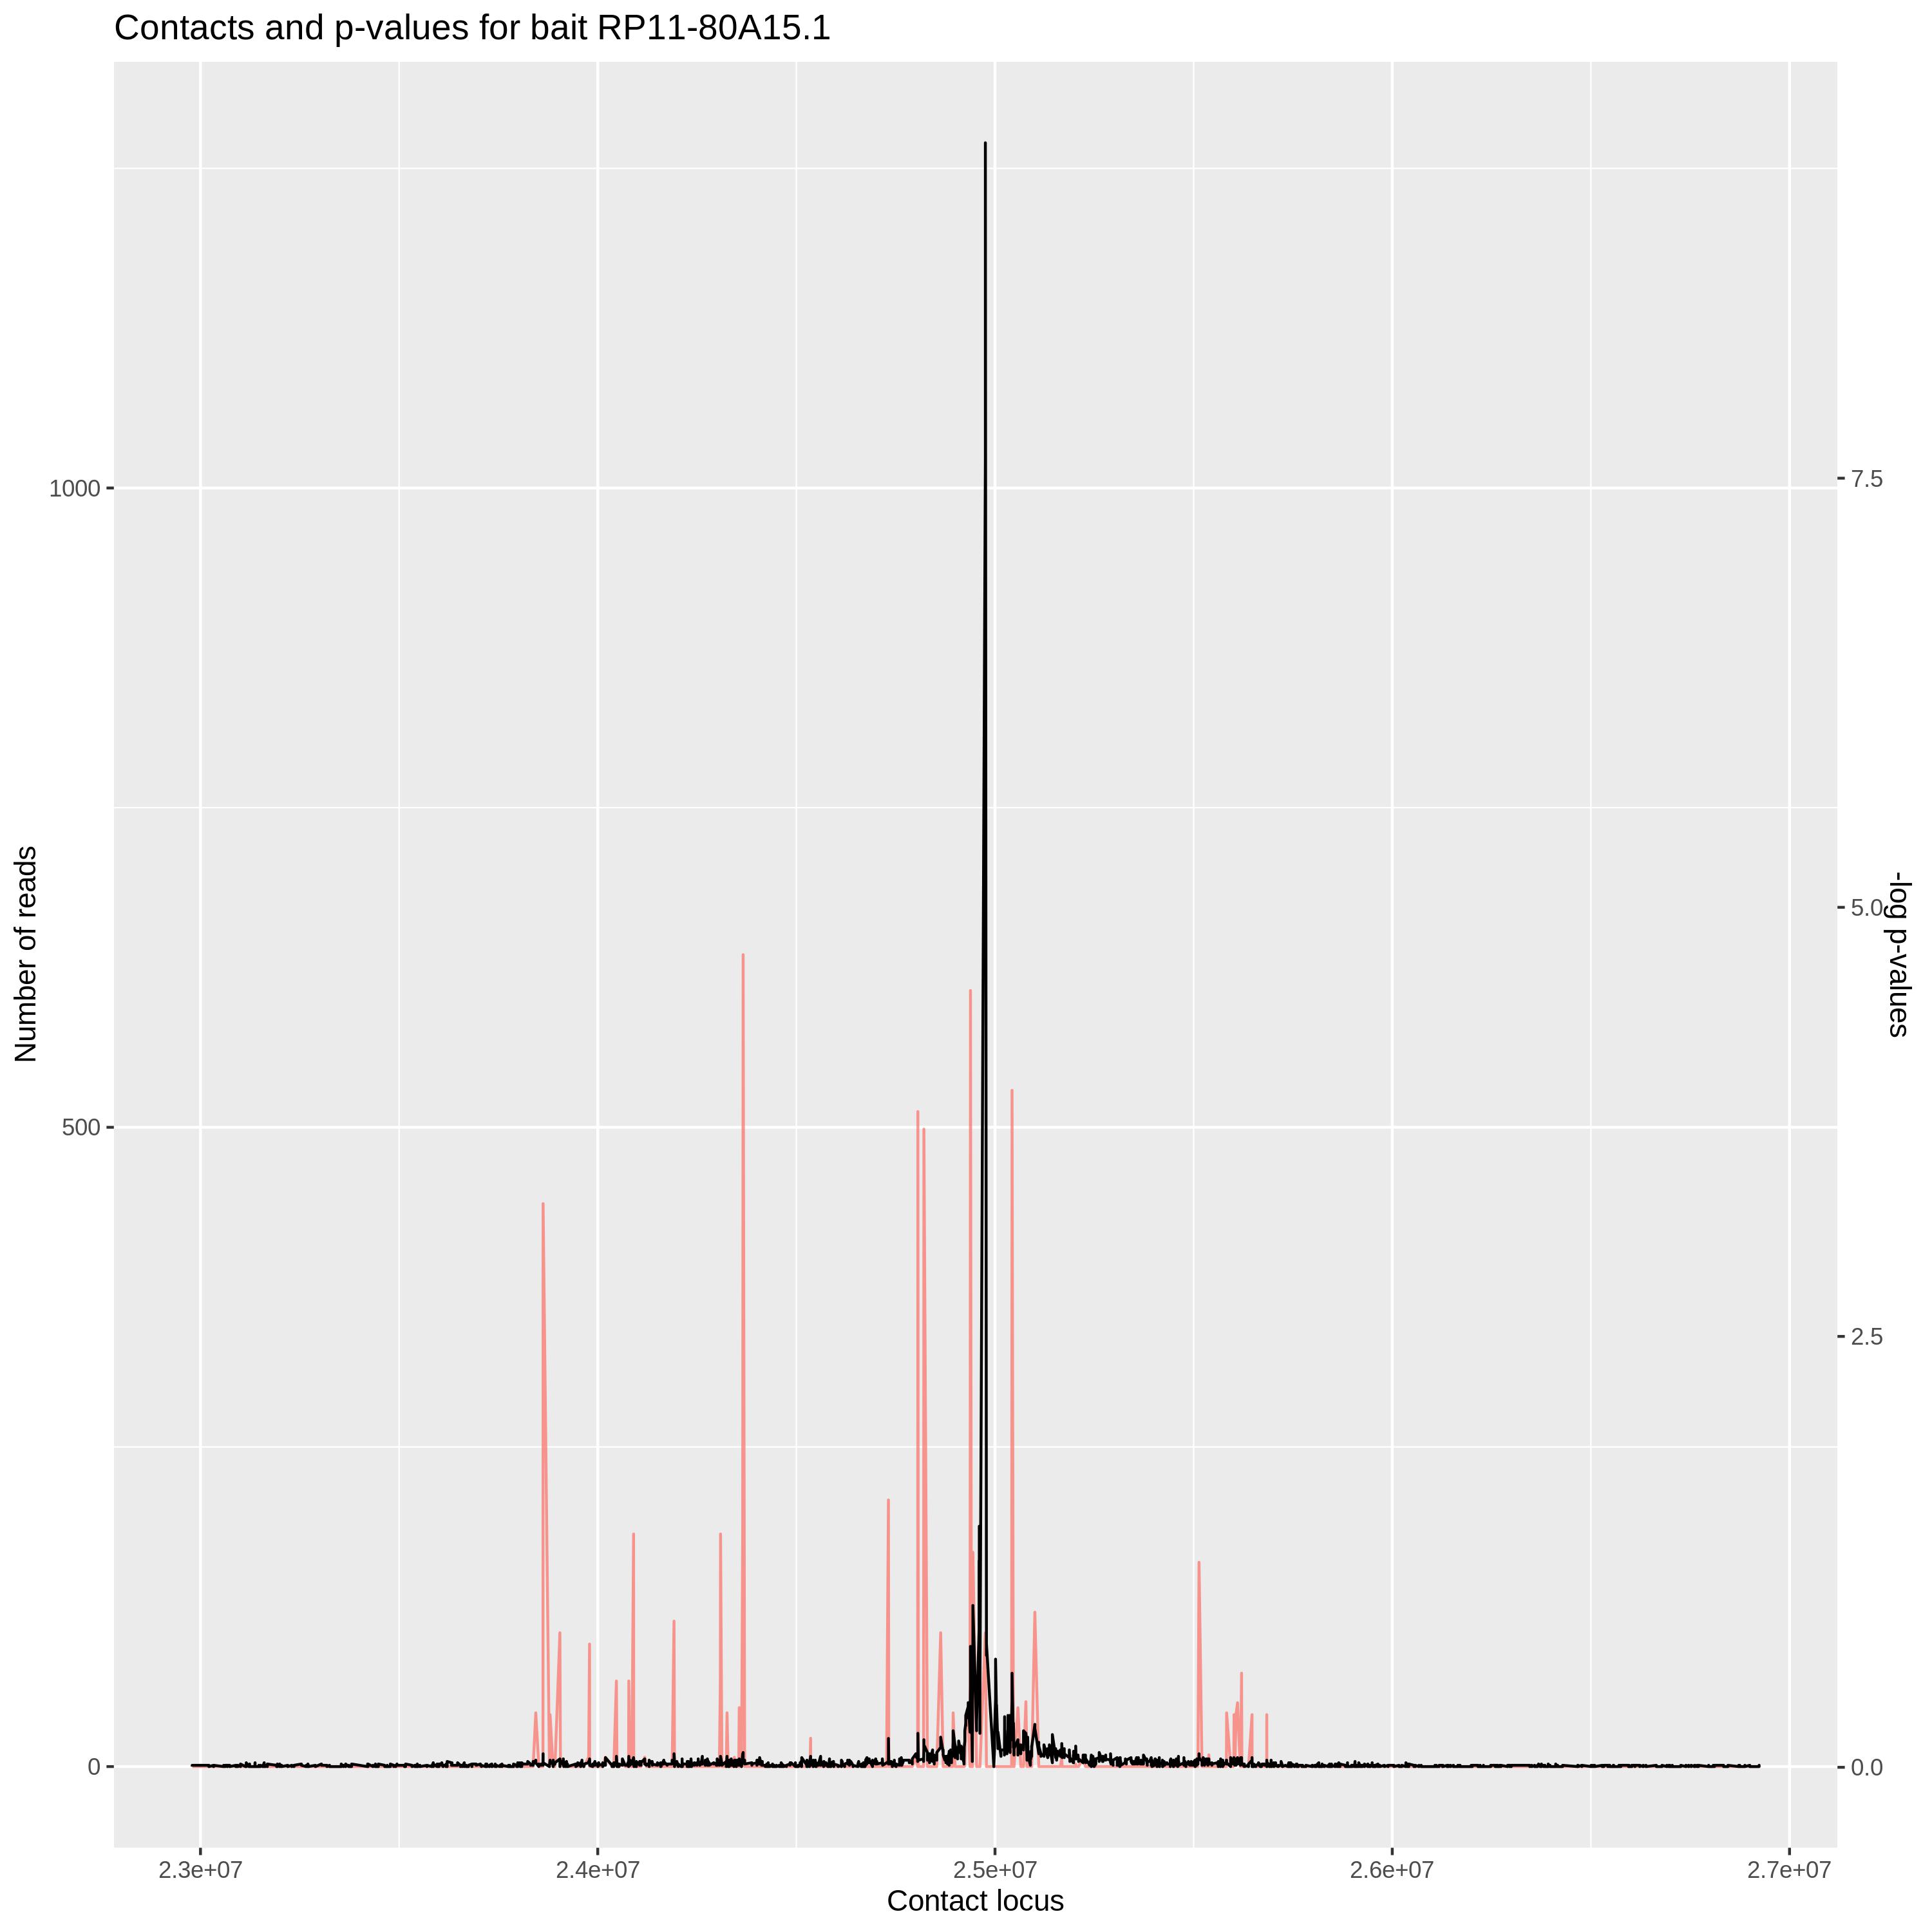 Contacts and p-values for bait RP11-80A15.1
Number of reads
1000
500
0
7.5
5.0
2.5
0.0
-log p-values
2.3e+07 2.4e+07 2.5e+07 2.6e+07 2.7e+07
Contact locus